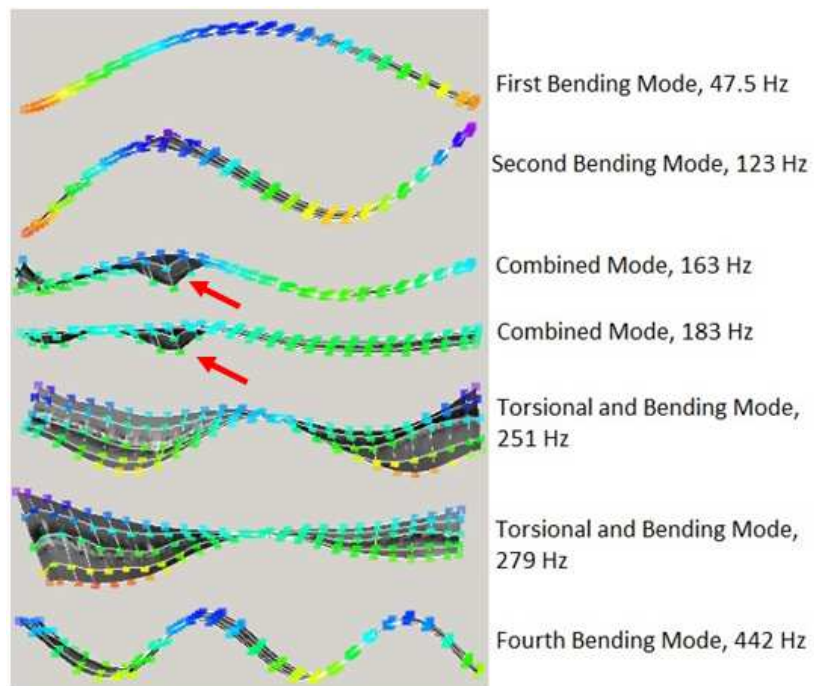 First Bending Mode, 47.5 Hz
Second Bending Mode, 123 Hz
Combined Mode, 163 Hz
Combined Mode, 183 Hz
Torsional and Bending Mode,
251 Hz
Torsional and Bending Mode,
279 Hz
Fourth Bending Mode, 442 Hz